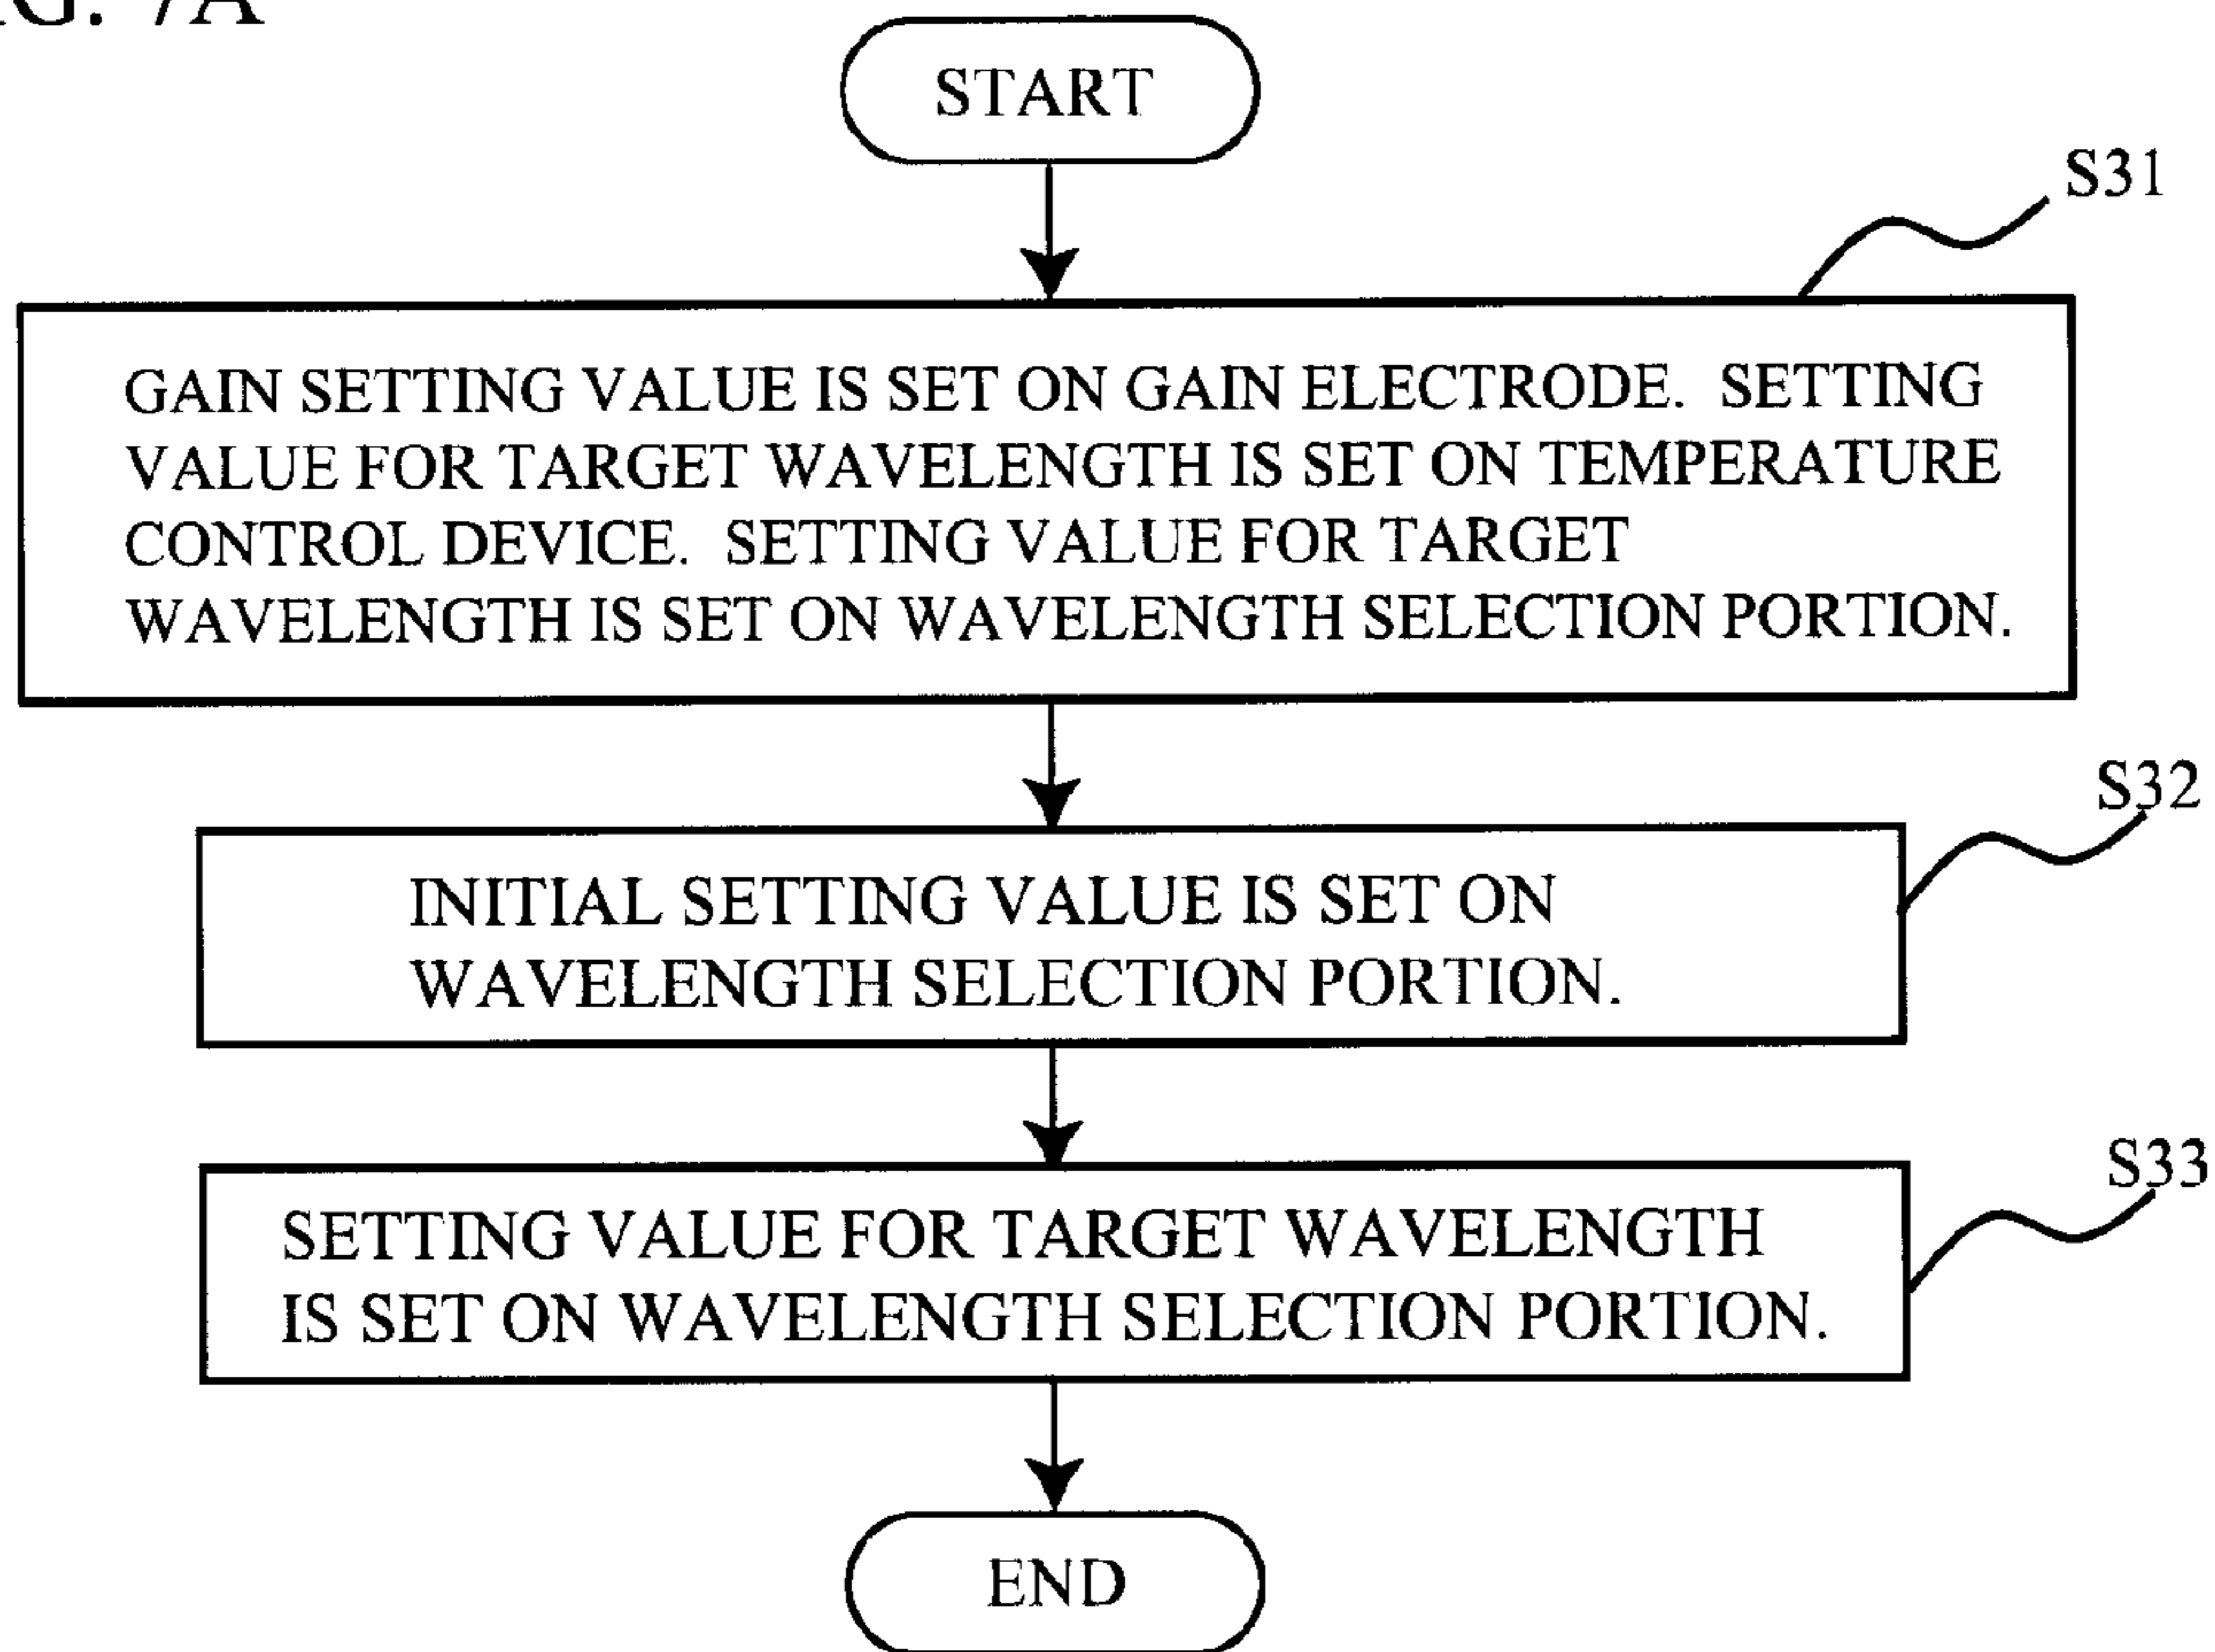 G. 7A
START
S31
GAIN SETTING VALUE IS SET ON GAIN ELECTRODE. SETTING
VALUE FOR TARGET WAVELENGTH IS SET ON TEMPERATURE
CONTROL DEVICE. SETTING VALUE FOR TARGET
WAVELENGTH IS SET ON WAVELENGTH SELECTION PORTION.
S32
INITIAL SETTING VALUE IS SET ON
WAVELENGTH SELECTION PORTION.
S33
SETTING VALUE FOR TARGET WAVELENGTH
IS SET ON WAVELENGTH SELECTION PORTION.
END